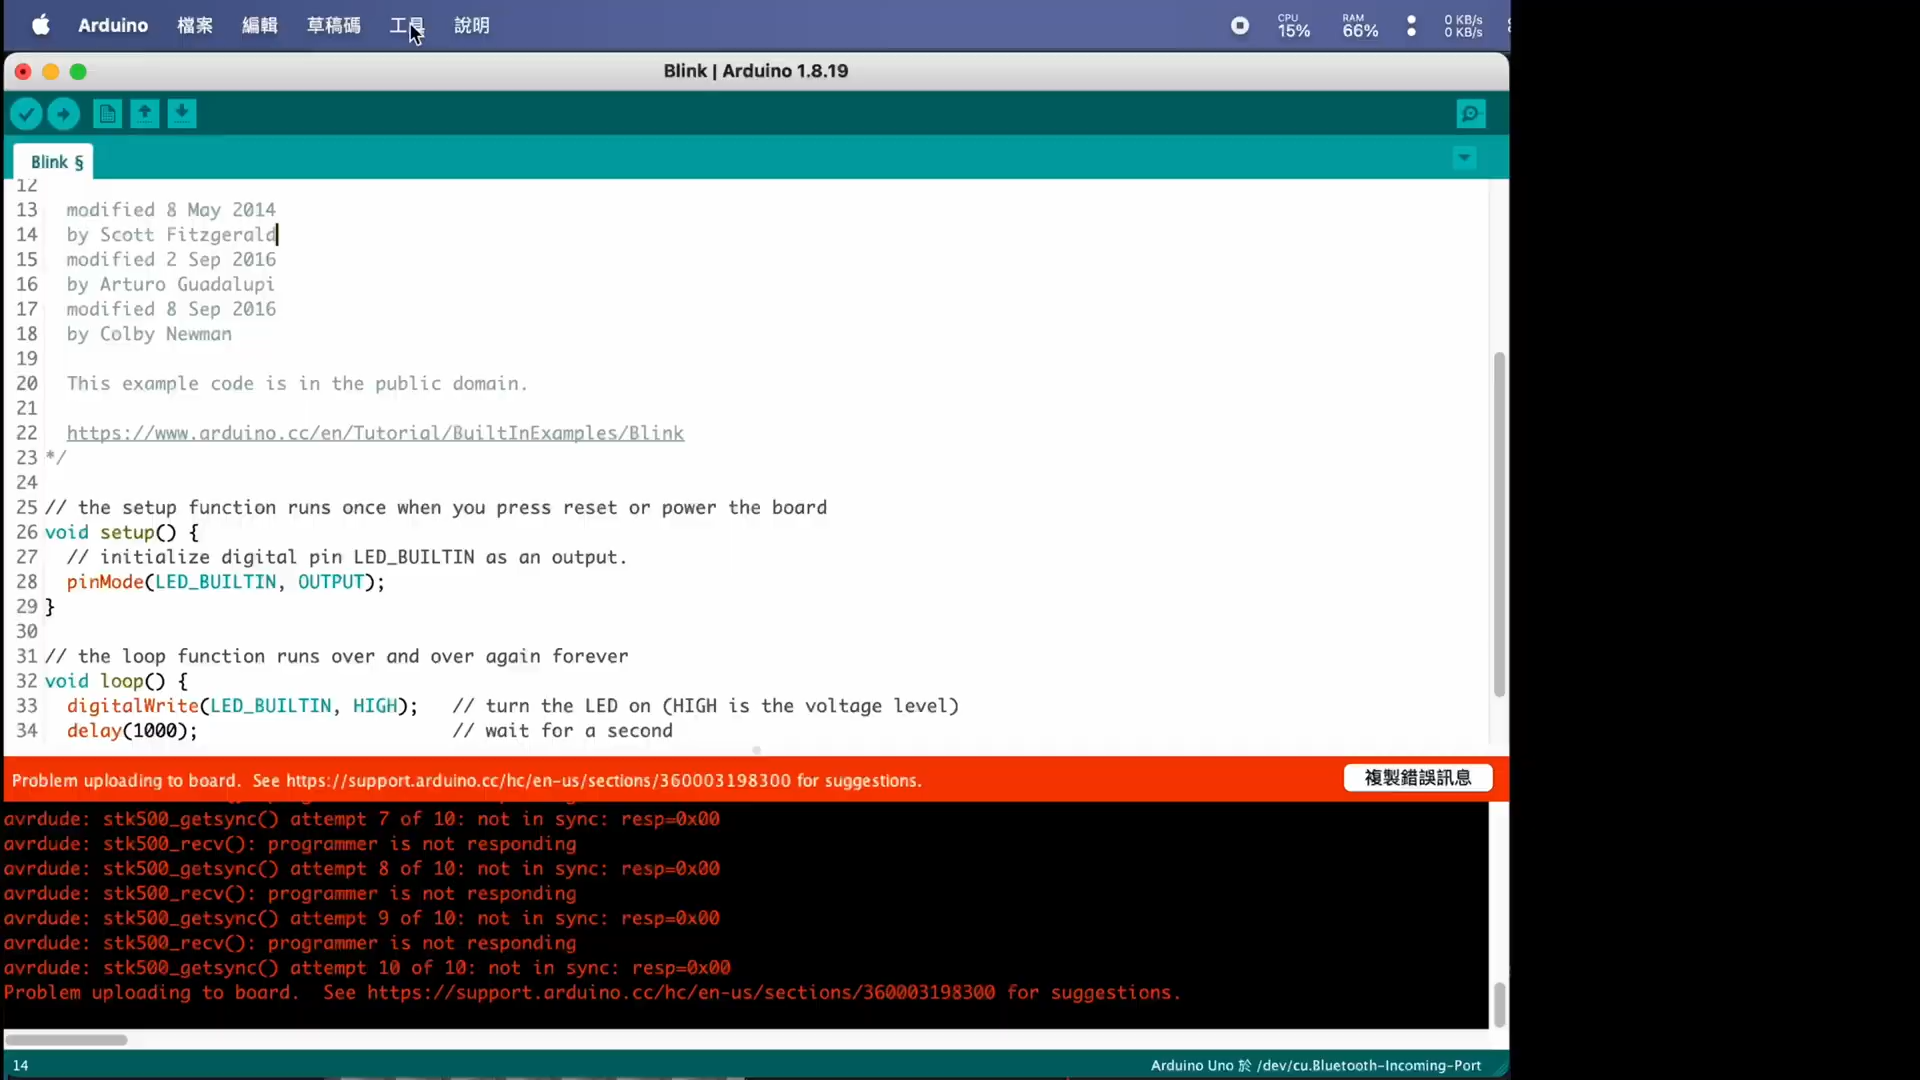 Arduino 檔案 編輯 草稿碼 工具 說明 CPU 15% RAM 66% 0 KB/s 0 KB/s
Blink | Arduino 1.8.19
Blink §
12
13 modified 8 May 2014
14 by Scott Fitzgerald
15 modified 2 Sep 2016
16 by Arturo Guadalupi
17 modified 8 Sep 2016
18 by Colby Newman
19
20 This example code is in the public domain.
21
22 https://www.arduino.cc/en/Tutorial/BuiltInExamples/Blink
23 */
24
25 // the setup function runs once when you press reset or power the board
26 void setup() {
27 // initialize digital pin LED_BUILTIN as an output.
28 pinMode(LED_BUILTIN, OUTPUT);
29 }
30
31 // the loop function runs over and over again forever
32 void loop() {
33 digitalWrite(LED_BUILTIN, HIGH); // turn the LED on (HIGH is the voltage level)
34 delay(1000); // wait for a second
Problem uploading to board. See https://support.arduino.cc/hc/en-us/sections/360003198300 for suggestions. 複製錯誤訊息
avrdude: stk500_getsync() attempt 7 of 10: not in sync: resp=0x00
avrdude: stk500_recv(): programmer is not responding
avrdude: stk500_getsync() attempt 8 of 10: not in sync: resp=0x00
avrdude: stk500_recv(): programmer is not responding
avrdude: stk500_getsync() attempt 9 of 10: not in sync: resp=0x00
avrdude: stk500_recv(): programmer is not responding
avrdude: stk500_getsync() attempt 10 of 10: not in sync: resp=0x00
Problem uploading to board. See https://support.arduino.cc/hc/en-us/sections/360003198300 for suggestions.
14 Arduino Uno 於 /dev/cu.Bluetooth-Incoming-Port